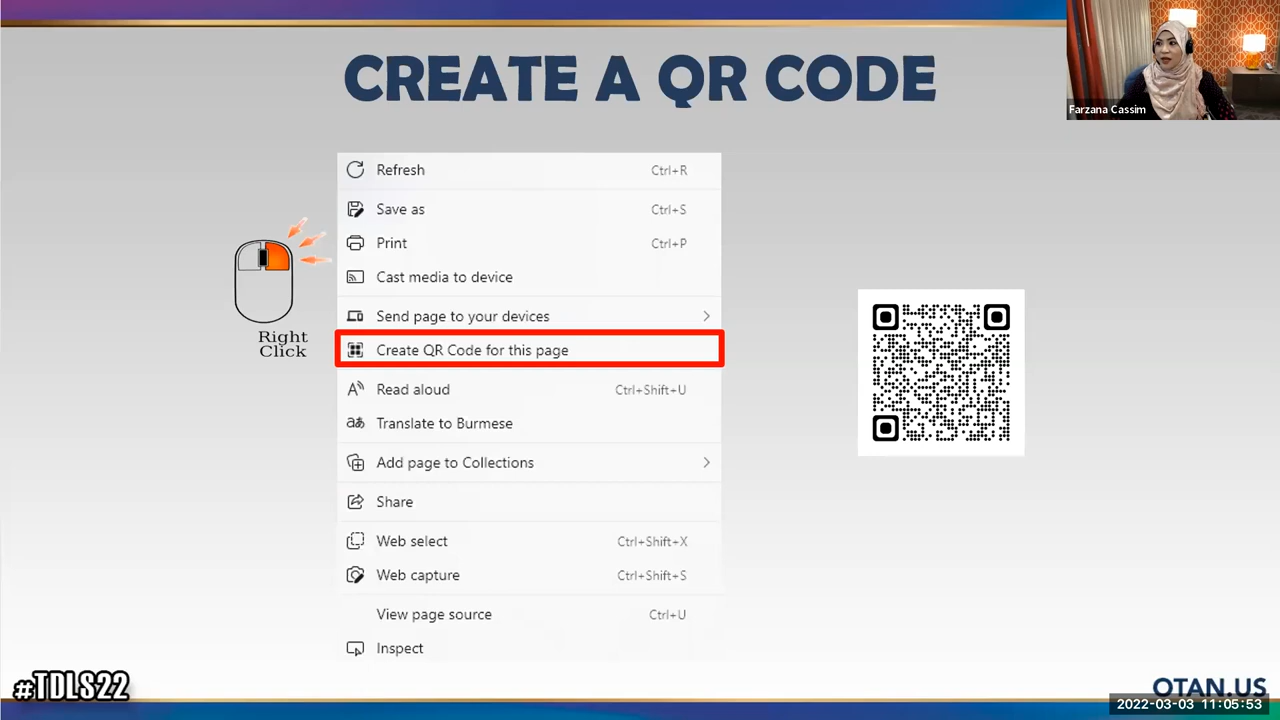 CREATE A QR CODE
Farzana Cassim
Refresh Ctrl+R
Save as Ctrl+S
Print Ctrl+P
Cast media to device
Send page to your devices
Right
Click
Create QR Code for this page
Read aloud Ctrl+Shift+U
Translate to Burmese
Add page to Collections
Share
Web select Ctrl+Shift+X
Web capture Ctrl+Shift+S
View page source Ctrl+U
Inspect
#TDLS22
OTAN.US
2022-03-03 11:05:53